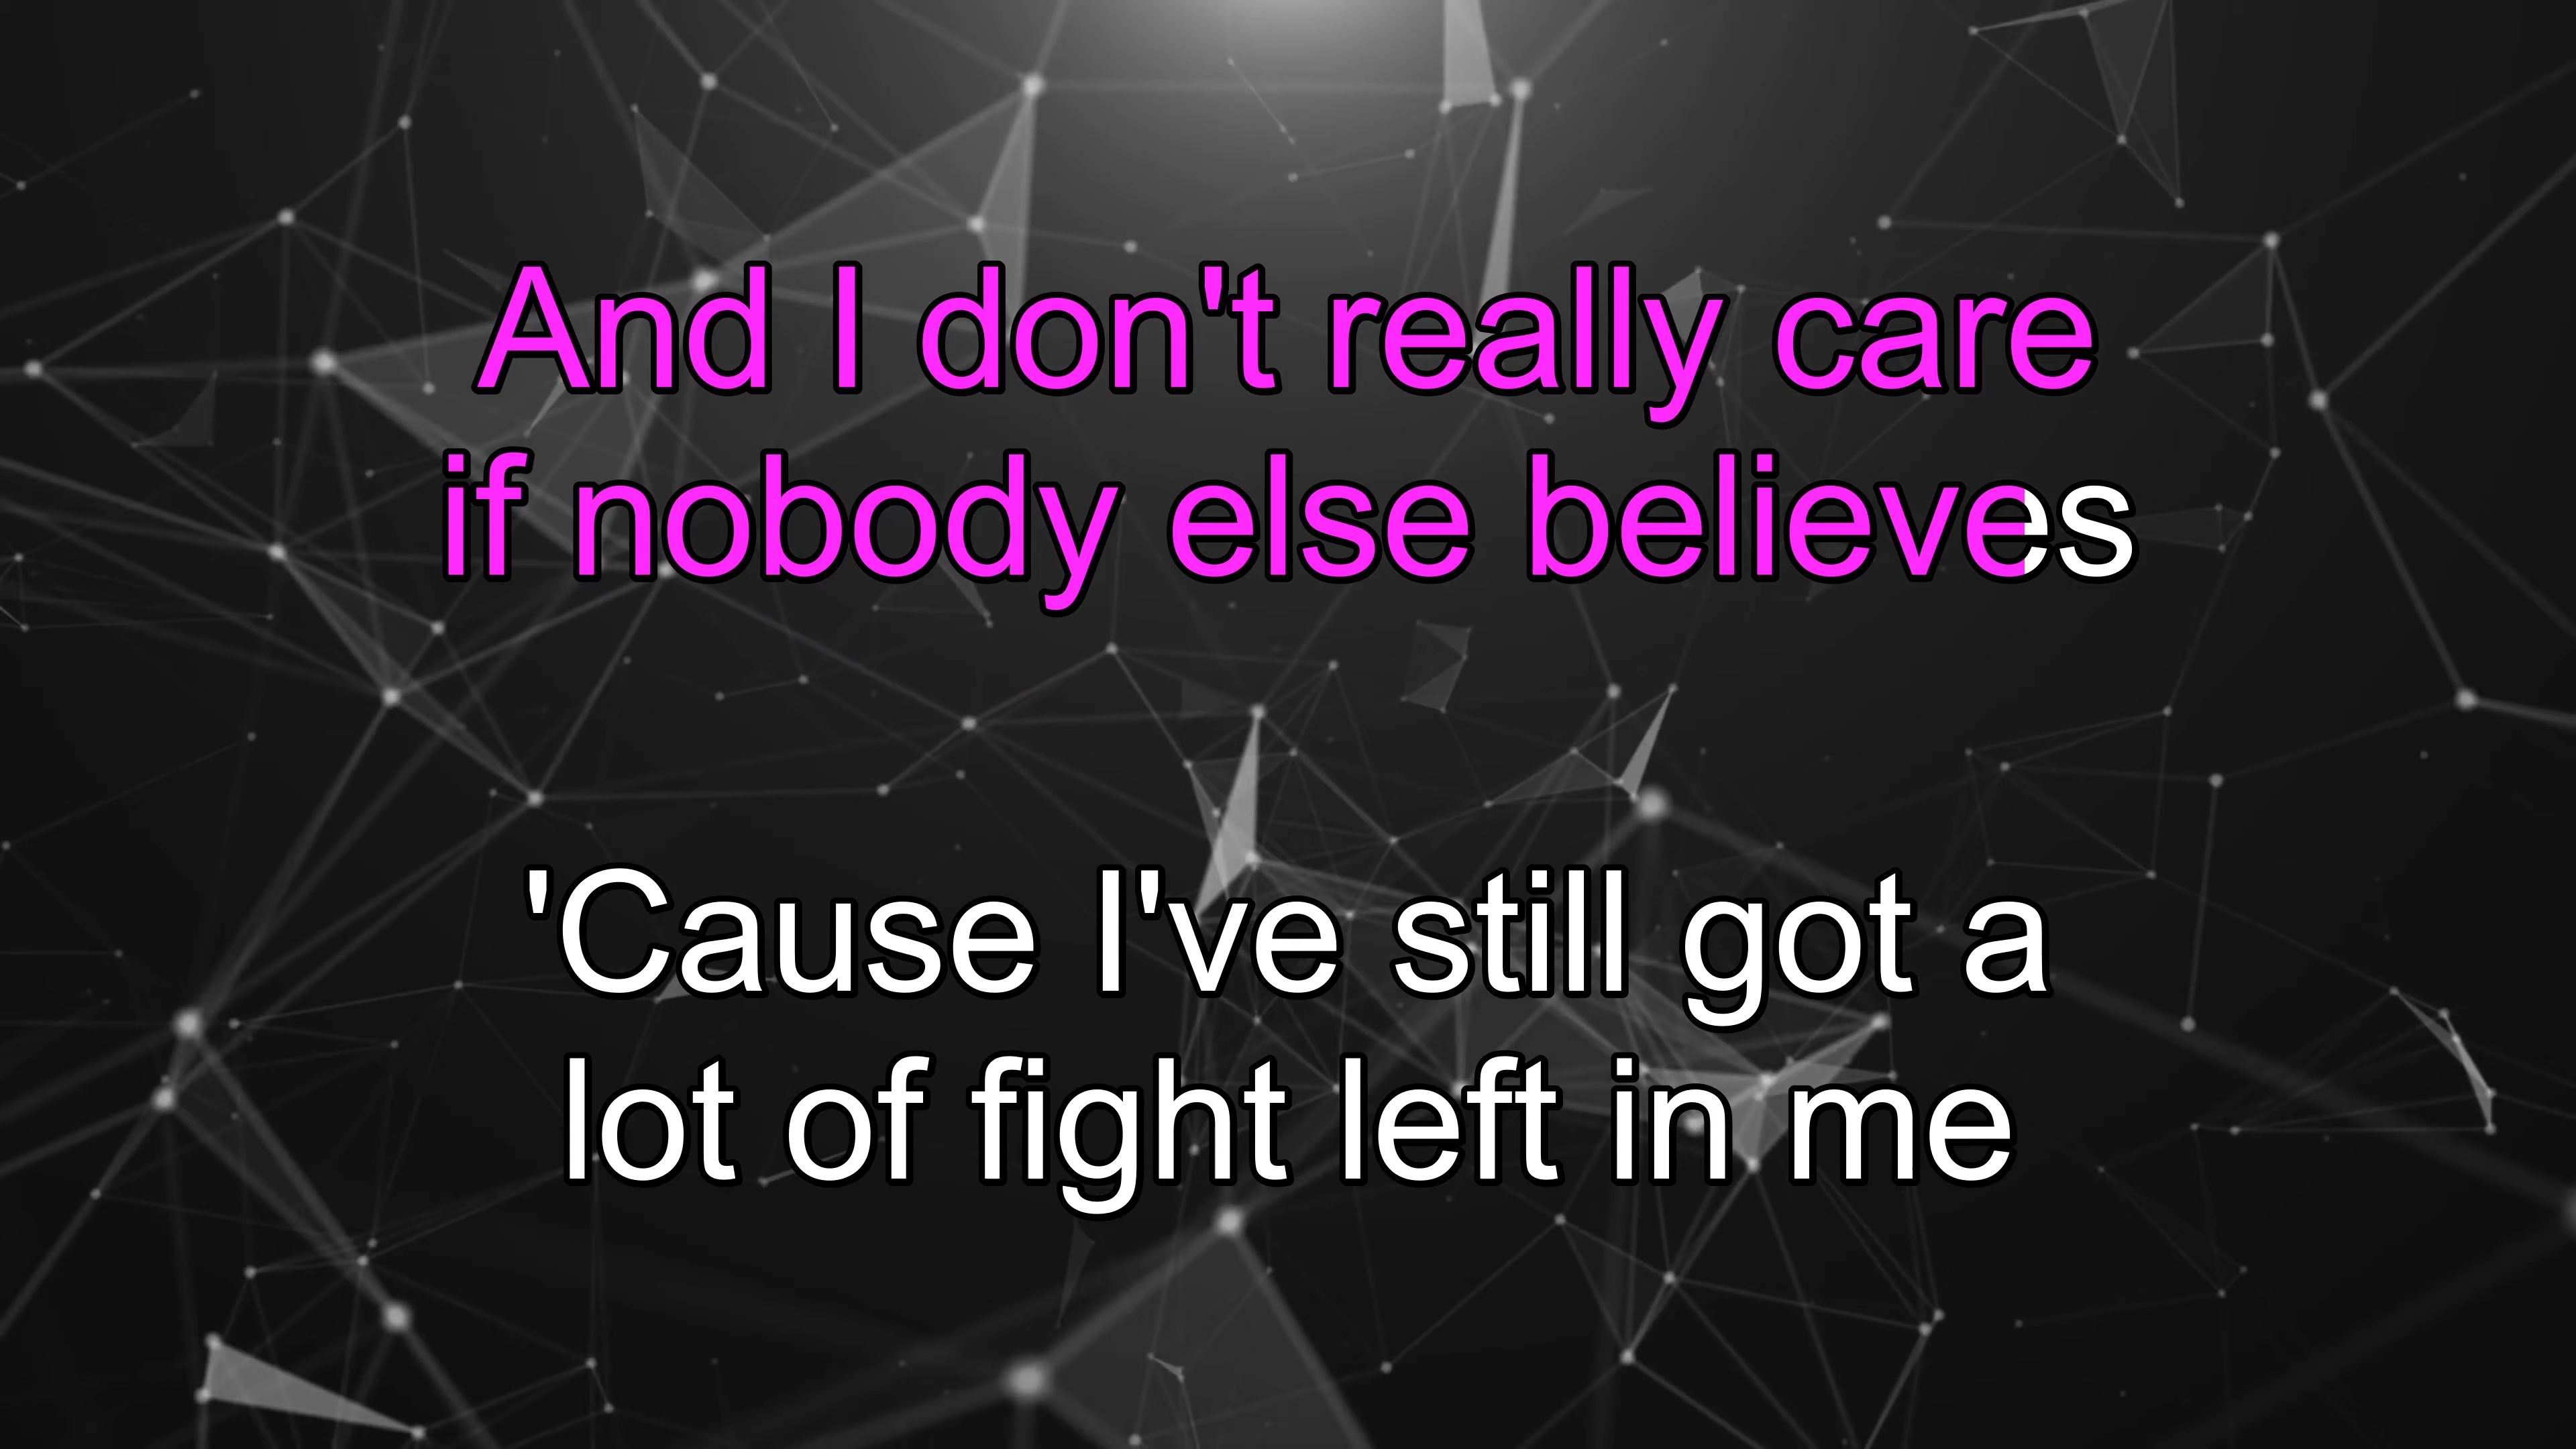 And I don't really care
if nobody else believes
'Cause I've still got a
lot of fight left in me